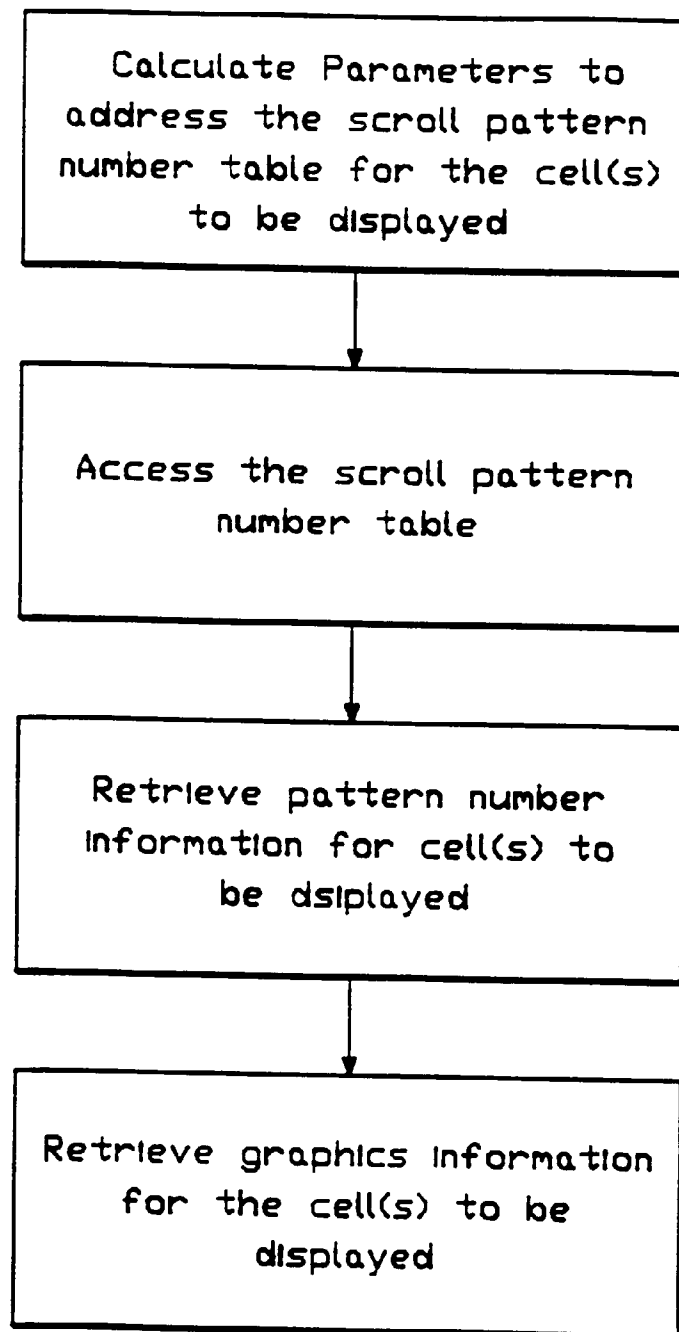 Calculate Parameters to
address the scroll pattern
number table for the cell(s)
to be displayed
Access the scroll pattern
number table
Retrieve pattern number
information for cell(s) to
be dsiplayed
Retrieve graphics information
for the cell(s) to be
displayed